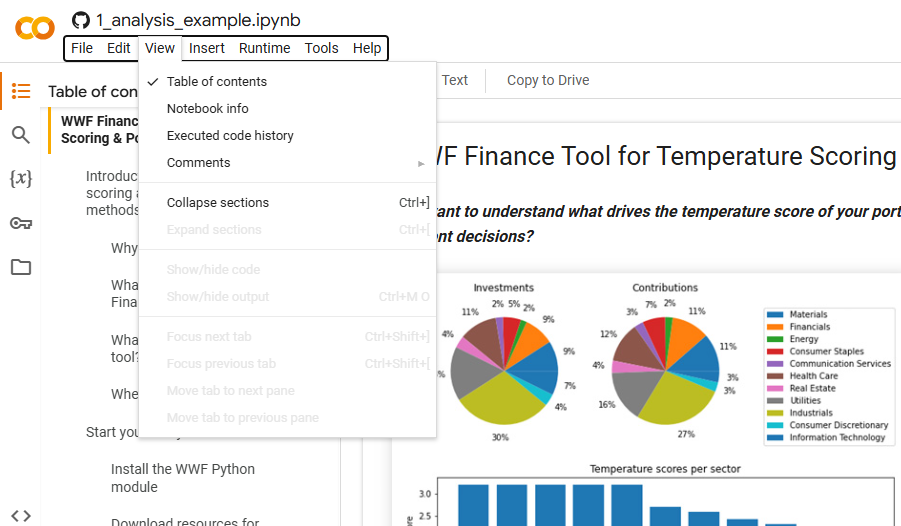 1_analysis_example.ipynb
File Edit View Insert Runtime Tools Help
Text Copy to Drive
Table of con
WWF Financ
Scoring & Po
Introduc
scoring a
methods
Why
Wha
Finan
Wha
tool?
Whe
Start you
Install the WWF Python
module
Download resources for
Table of contents
Notebook info
Executed code history
Comments
Collapse sections Ctrl+]
Expand sections Ctrl+[
Show/hide code
Show/hide output Ctrl+M O
Focus next tab Ctrl+Shift+]
Focus previous tab Ctrl+Shift+[
Move tab to next pane
Move tab to previous pane
WF Finance Tool for Temperature Scoring
ant to understand what drives the temperature score of your port
ent decisions?
Investments
2% 5% 2%
11% 9%
4% 9%
% 7%
4%
30%
Contributions
7% 2%
3% 11%
12% 11%
4% 3%
3%
16%
27%
Materials
Financials
Energy
Consumer Staples
Communication Services
Health Care
Real Estate
Utilities
Industrials
Consumer Discretionary
Information Technology
Temperature scores per sector
3.0
2.5